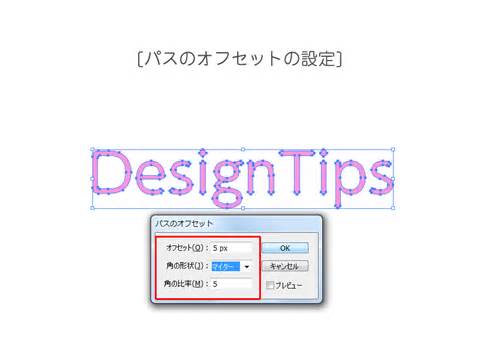 [パスのオフセットの設定]
DesignTips
パスのオフセット
オフセット(O): 5 px
OK
角の形状(J): マイター
キャンセル
角の比率(M): 5
プレビュー